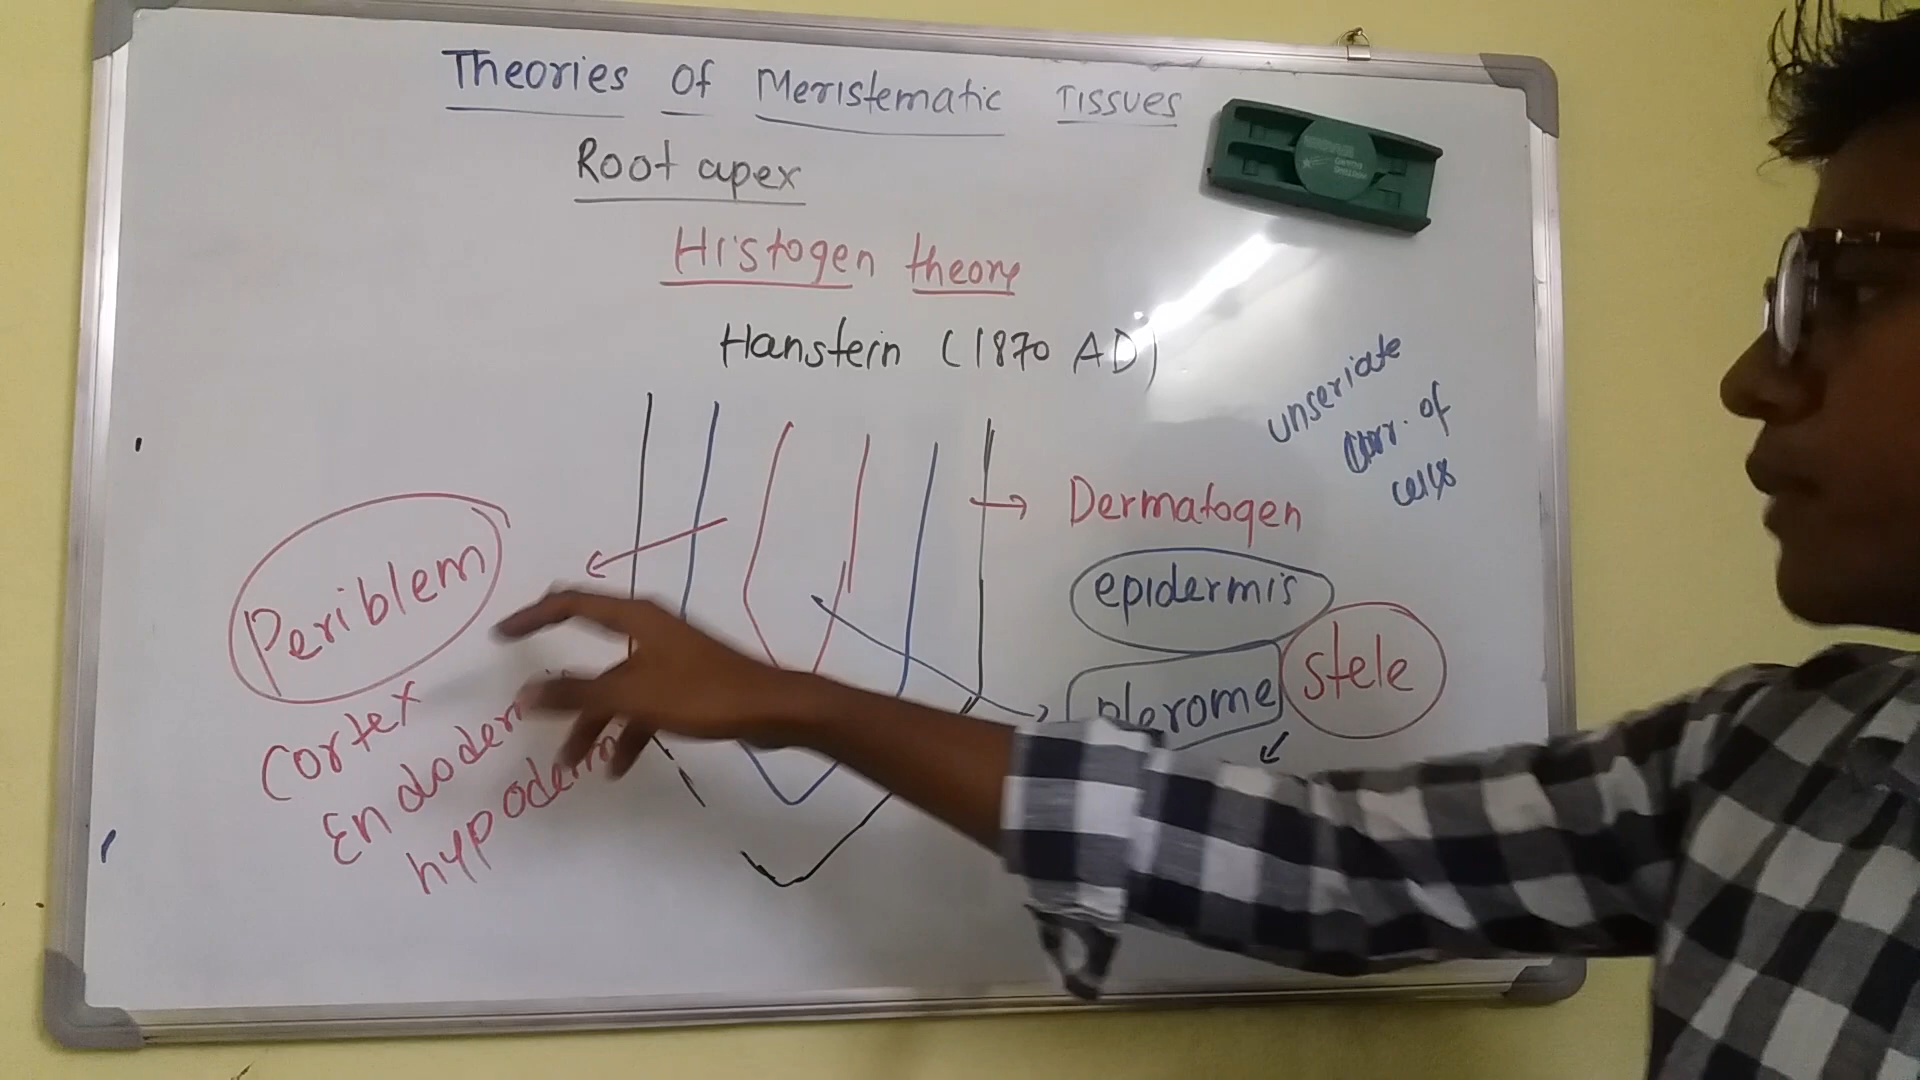 Theories of Meristematic Tissues
Root apex
Histogen theory
Hanstein (1870 AD)
unseriate
of
cells
Dermatogen
Periblem
epidermis
stele
plerome
cortex
Endoderm
hypoderm